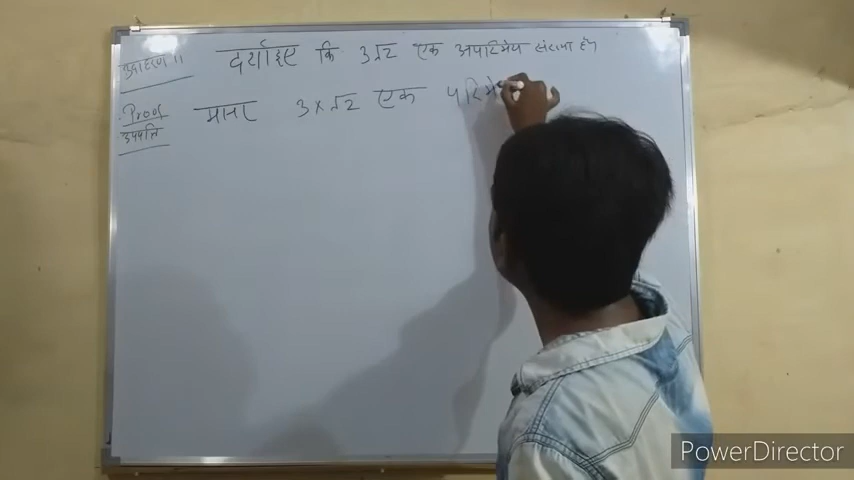 उदाहरण 11 दर्शाइए कि 3√2 एक अपरिमेय संख्या है।
Proof माना 3×√2 एक परिमे
उपपत्ति
PowerDirector